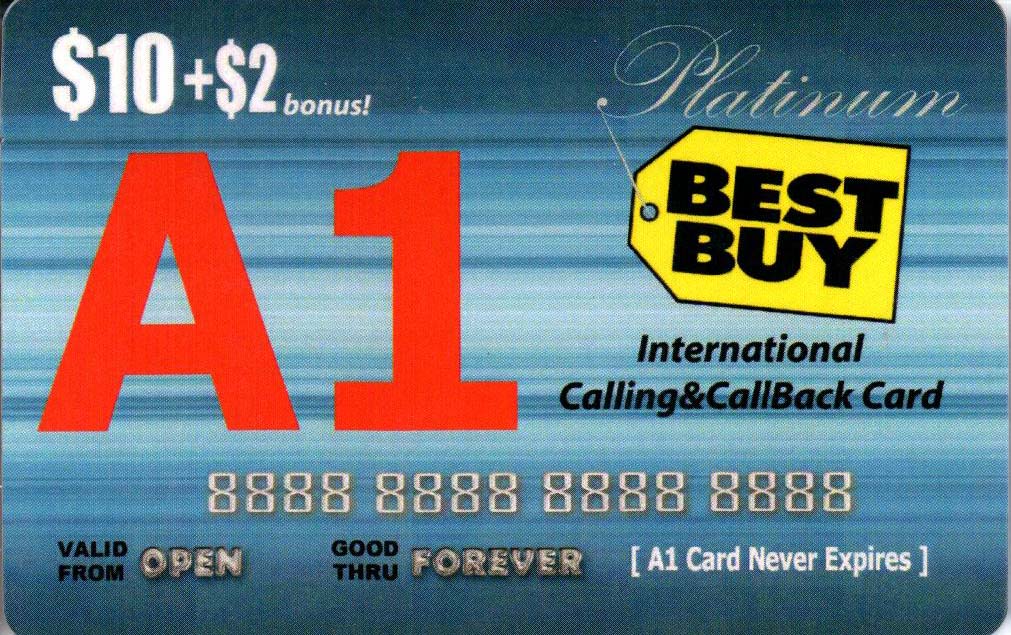 $10+$2 bonus!
Platinum
A1
BEST
BUY
International
Calling&CallBack Card
8888 8888 8888 8888
VALID
FROM OPEN
GOOD
THRU FOREVER
[ A1 Card Never Expires ]